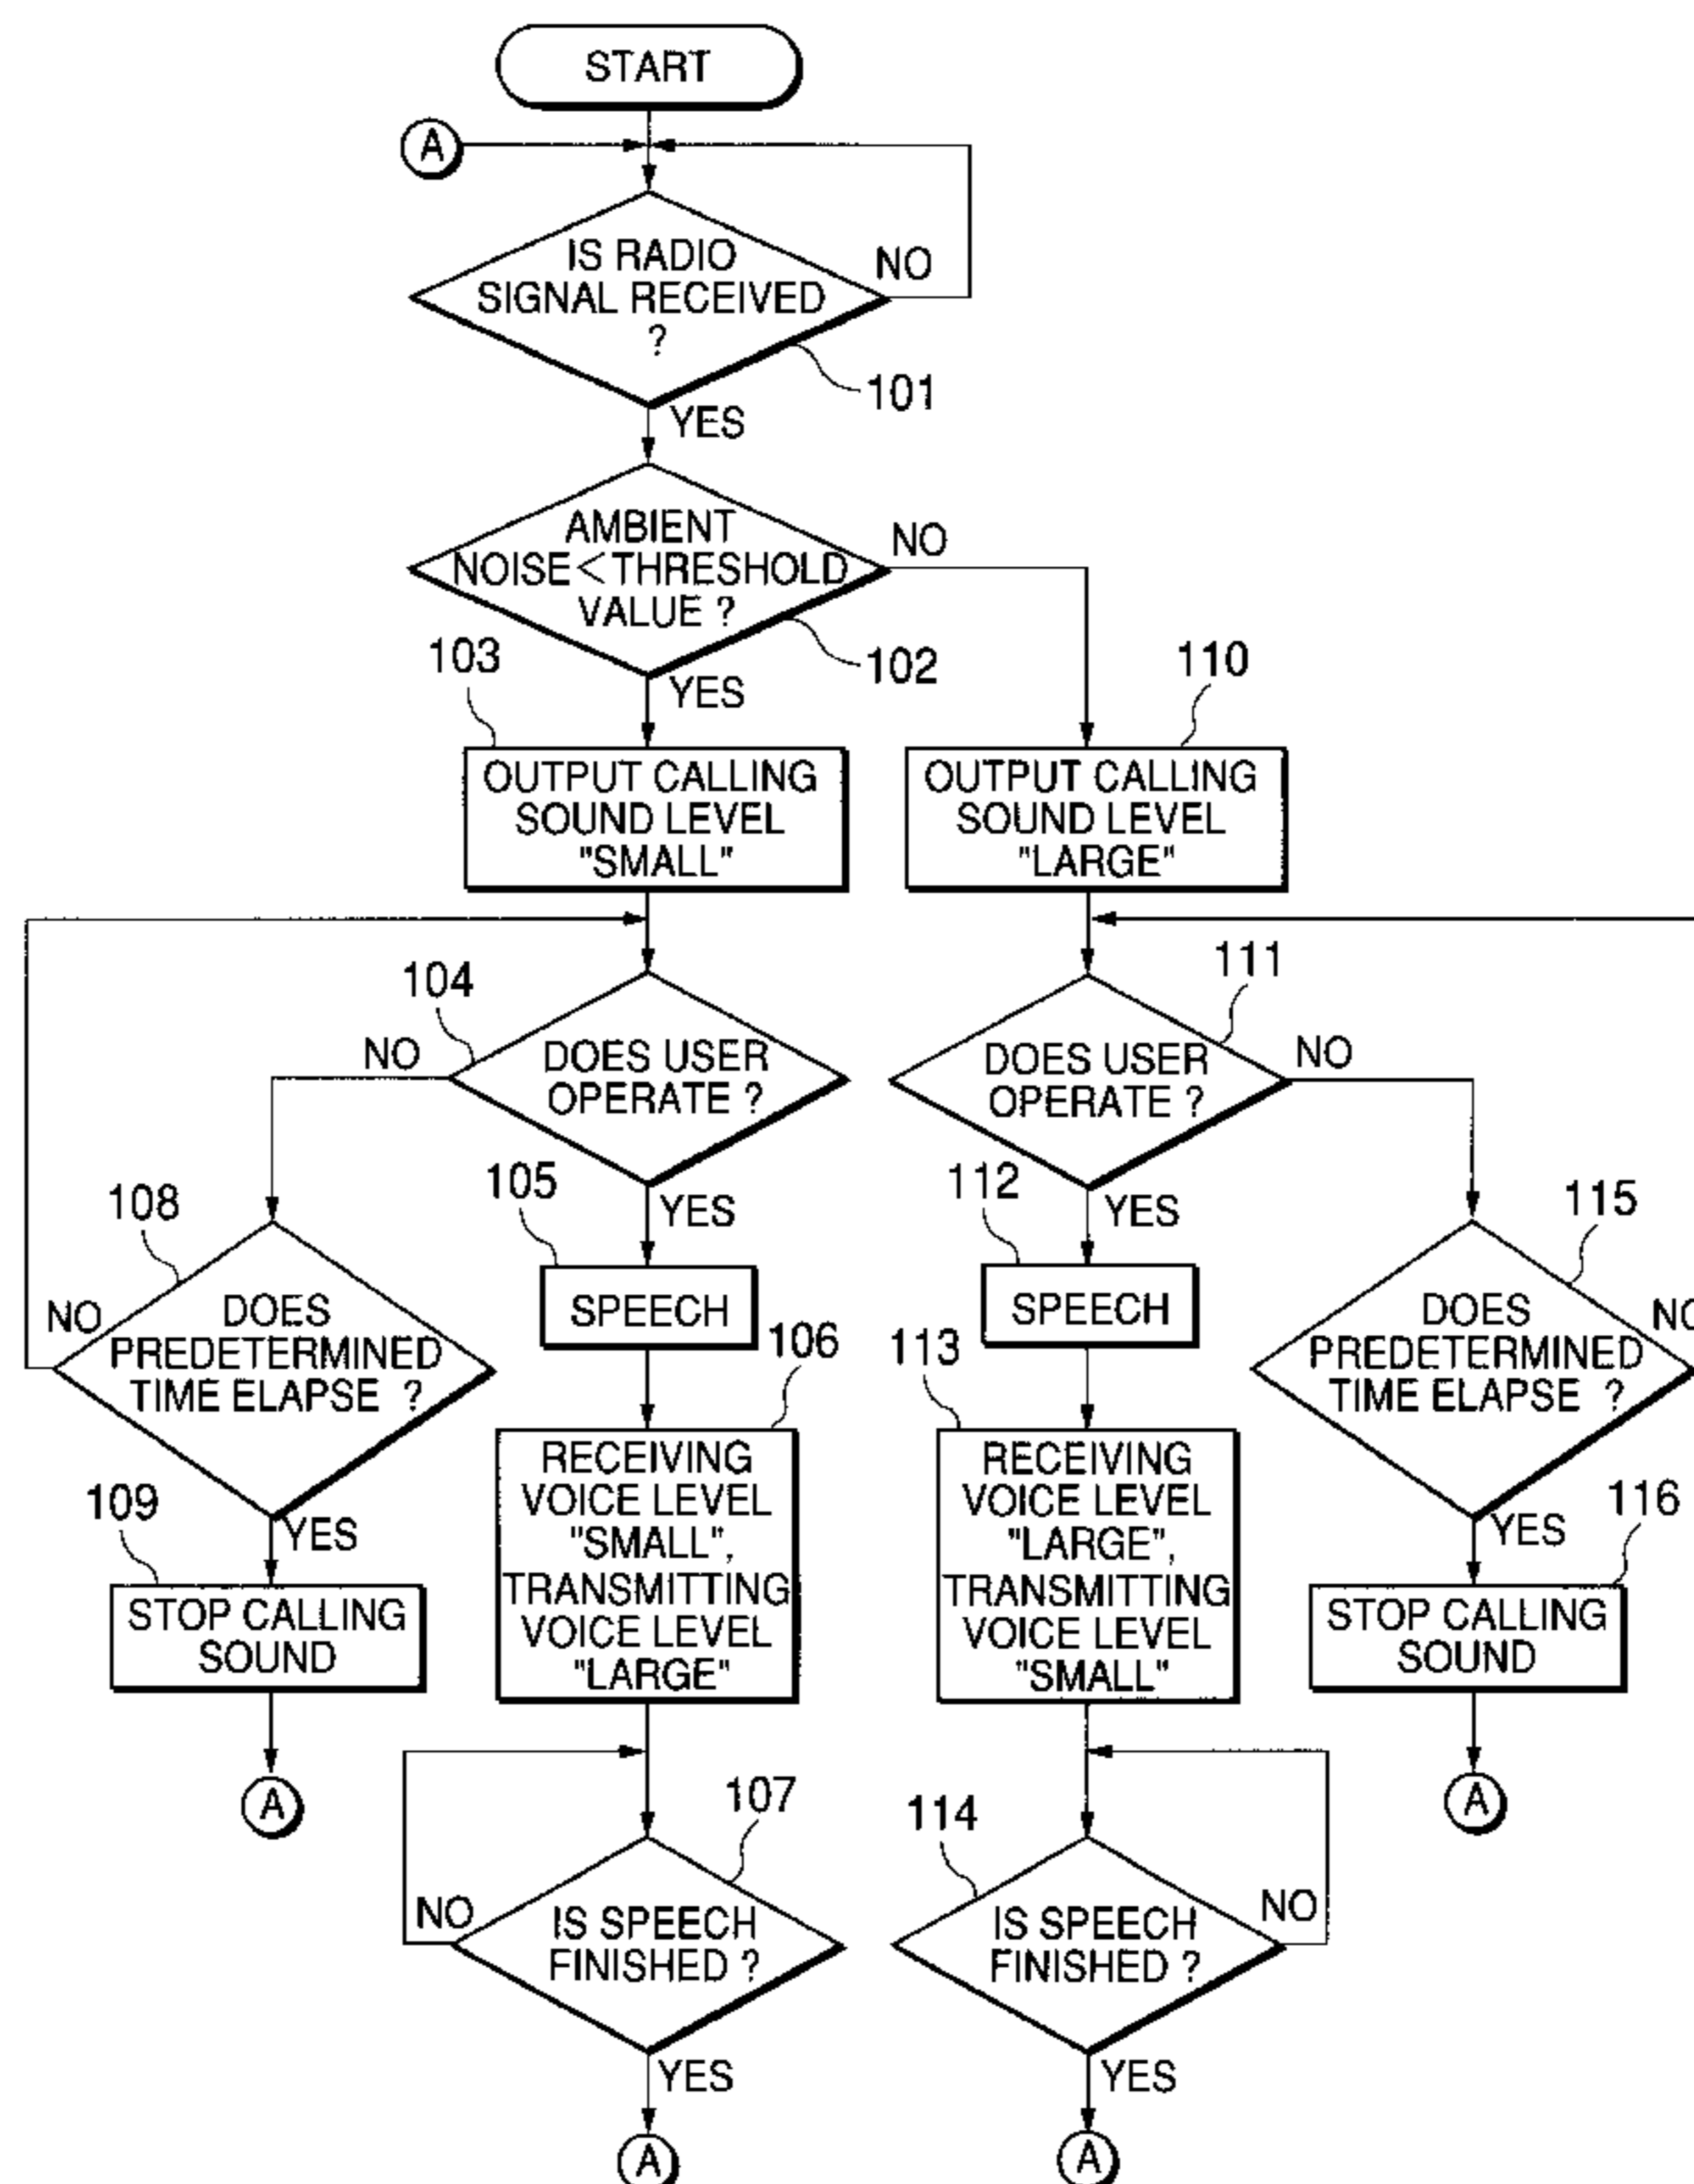 START
A
IS RADIO
SIGNAL RECEIVED
?
NO
101
YES
AMBIENT
NOISE<THRESHOLD
VALUE ?
NO
102
YES
103
OUTPUT CALLING
SOUND LEVEL
"SMALL"
110
OUTPUT CALLING
SOUND LEVEL
"LARGE"
104
NO
DOES USER
OPERATE ?
YES
111
DOES USER
OPERATE ?
NO
YES
108
NO
DOES
PREDETERMINED
TIME ELAPSE ?
YES
105
SPEECH
112
SPEECH
115
DOES
PREDETERMINED
TIME ELAPSE ?
NO
YES
109
STOP CALLING
SOUND
A
106
RECEIVING
VOICE LEVEL
"SMALL",
TRANSMITTING
VOICE LEVEL
"LARGE"
113
RECEIVING
VOICE LEVEL
"LARGE",
TRANSMITTING
VOICE LEVEL
"SMALL"
116
STOP CALLING
SOUND
A
107
NO
IS SPEECH
FINISHED ?
YES
A
114
IS SPEECH
FINISHED ?
NO
YES
A